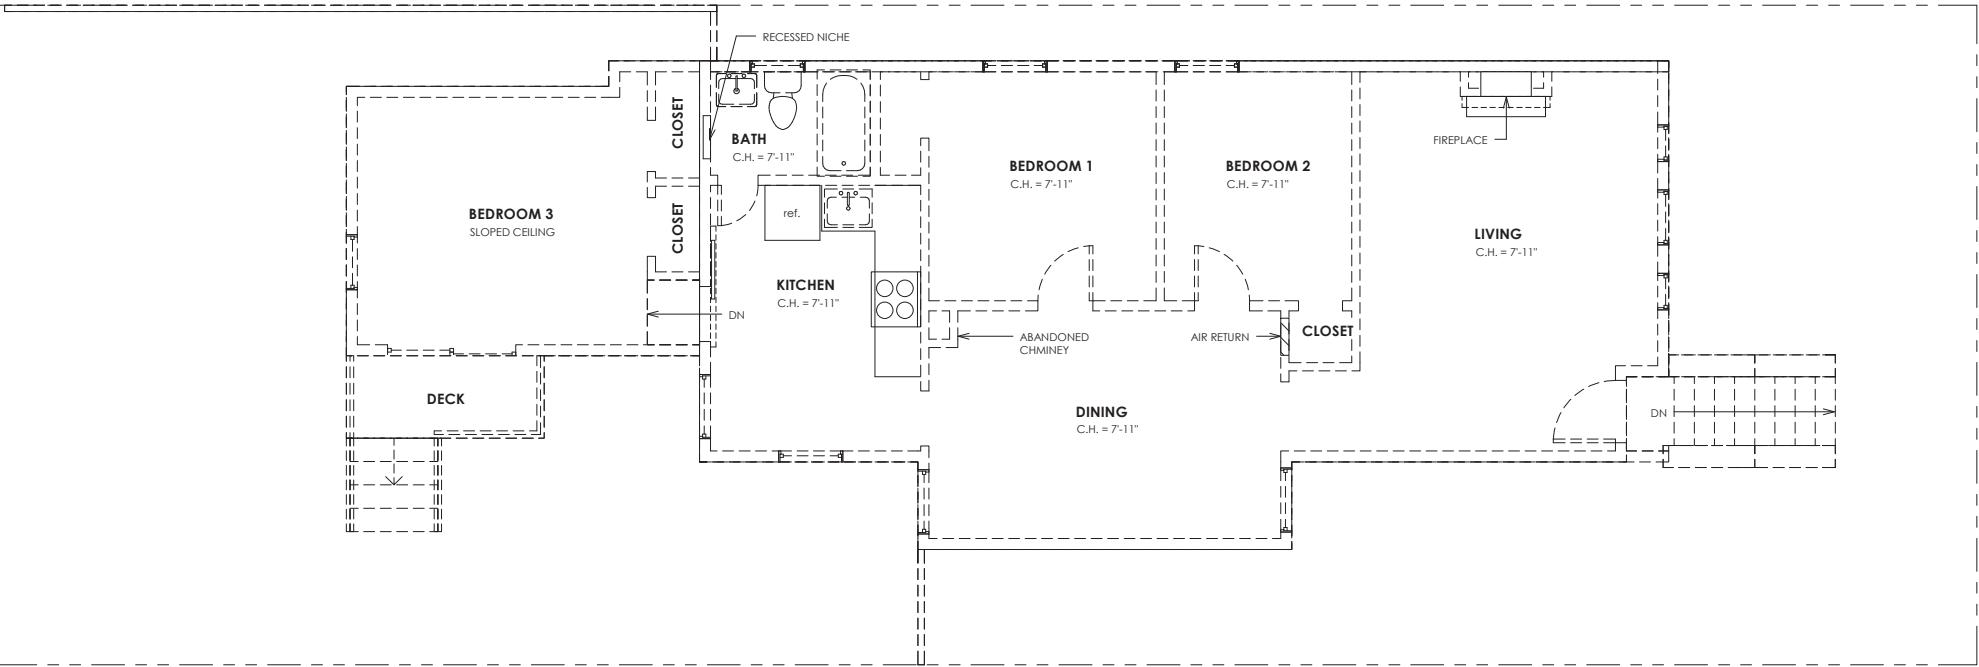 RECESSED NICHE
CLOSET
BATH
C.H. = 7'-11"
FIREPLACE
BEDROOM 1
C.H. = 7'-11"
BEDROOM 2
C.H. = 7'-11"
BEDROOM 3
SLOPED CEILING
CLOSET
ref.
LIVING
C.H. = 7'-11"
KITCHEN
C.H. = 7'-11"
DN
ABANDONED
CHMINEY
AIR RETURN
CLOSET
DECK
DINING
C.H. = 7'-11"
DN